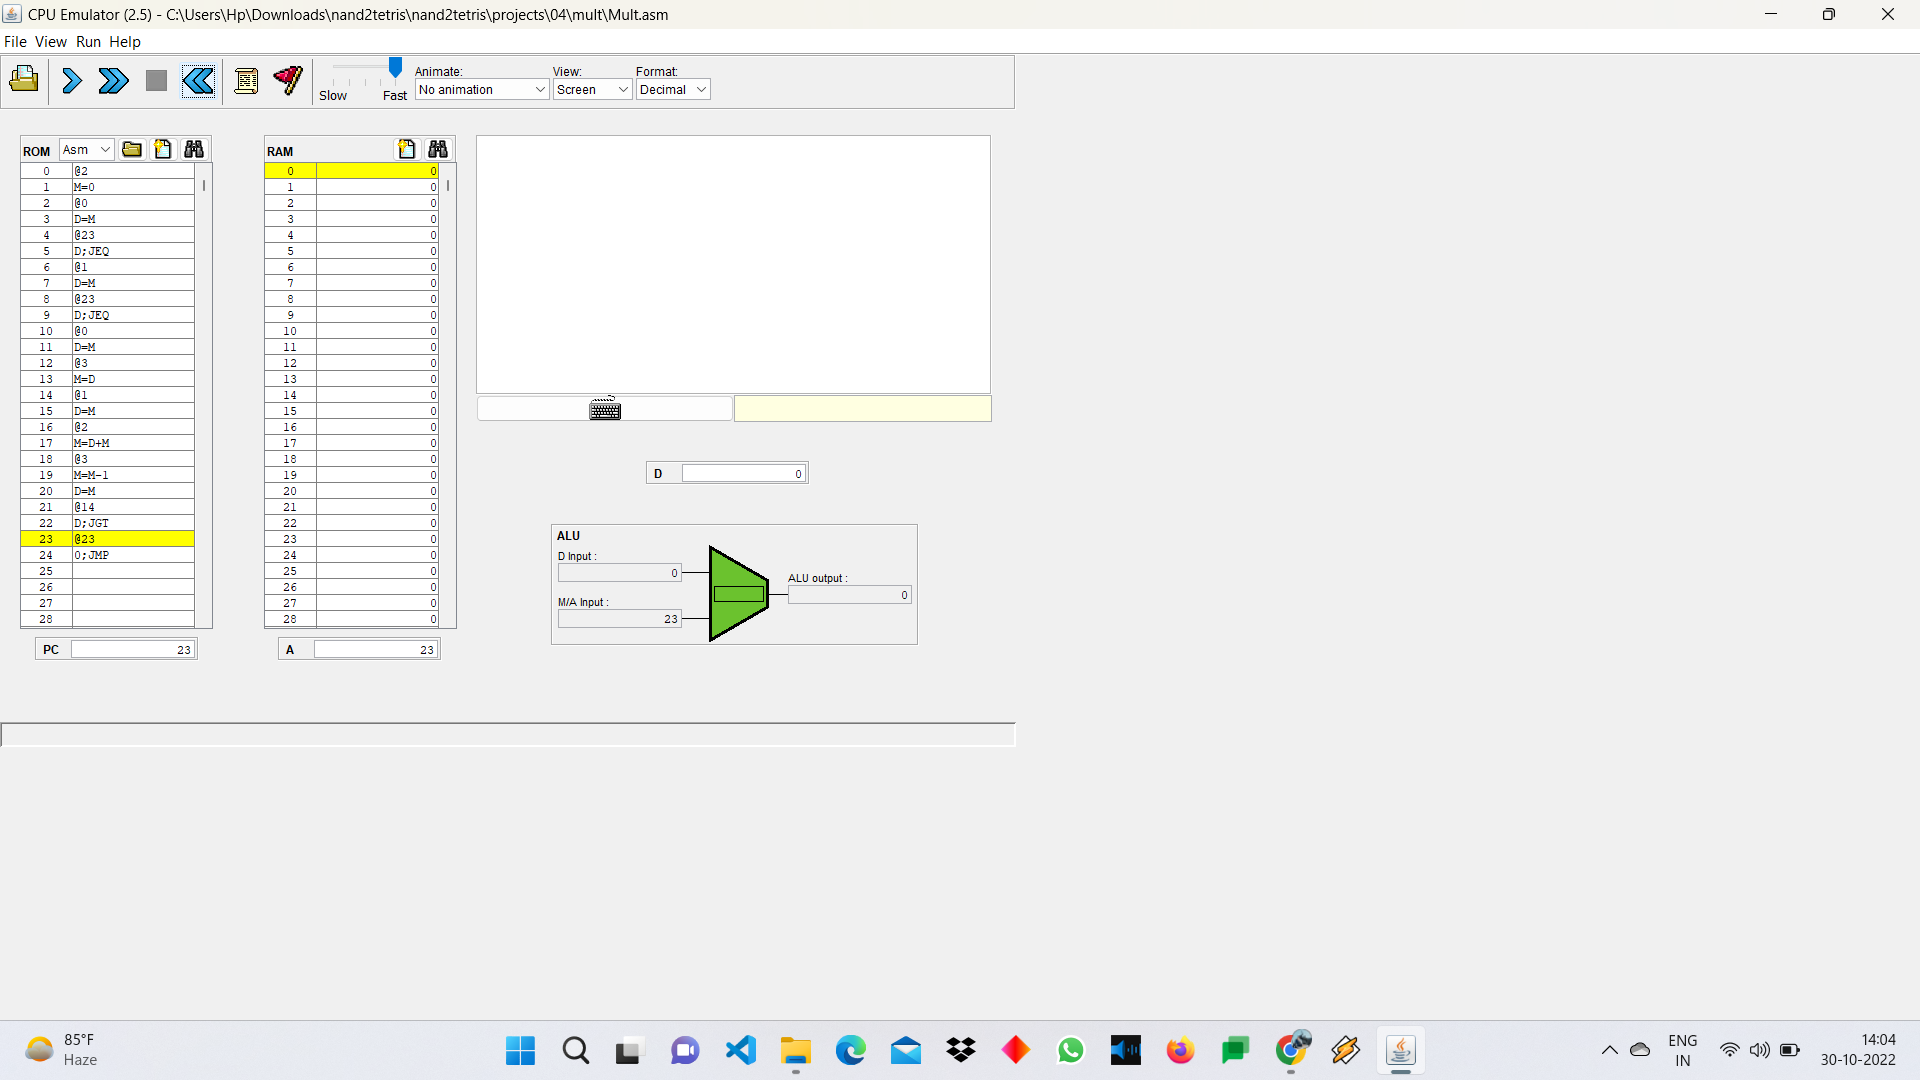 CPU Emulator (2.5) - C:\Users\Hp\Downloads\nand2tetris\nand2tetris\projects\04\mult\Mult.asm
File View Run Help
Slow Fast
Animate:
No animation
View:
Screen
Format:
Decimal
ROM Asm
0 @2
1 M=0
2 @0
3 D=M
4 @23
5 D;JEQ
6 @1
7 D=M
8 @23
9 D;JEQ
10 @0
11 D=M
12 @3
13 M=D
14 @1
15 D=M
16 @2
17 M=D+M
18 @3
19 M=M-1
20 D=M
21 @14
22 D;JGT
23 @23
24 0;JMP
25
26
27
28
PC 23
RAM
0 0
1 0
2 0
3 0
4 0
5 0
6 0
7 0
8 0
9 0
10 0
11 0
12 0
13 0
14 0
15 0
16 0
17 0
18 0
19 0
20 0
21 0
22 0
23 0
24 0
25 0
26 0
27 0
28 0
A 23
D 0
ALU
D Input :
0
M/A Input :
23
ALU output :
0
85°F
Haze
ENG
IN
14:04
30-10-2022